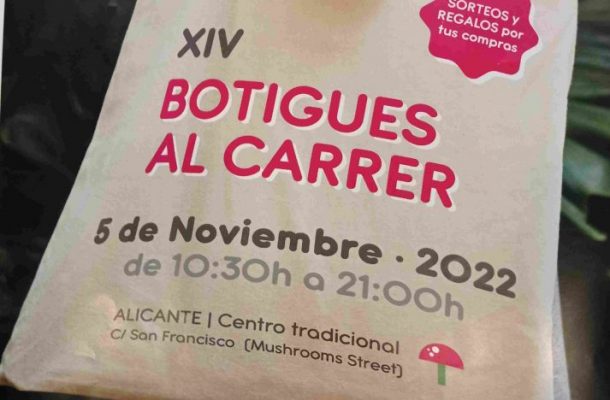 SORTEOS y
REGALOS por
tus compras
XIV
BOTIGUES
AL CARRER
5 de Noviembre · 2022
de 10:30h a 21:00h
ALICANTE | Centro tradicional
C/ San Francisco (Mushrooms Street)